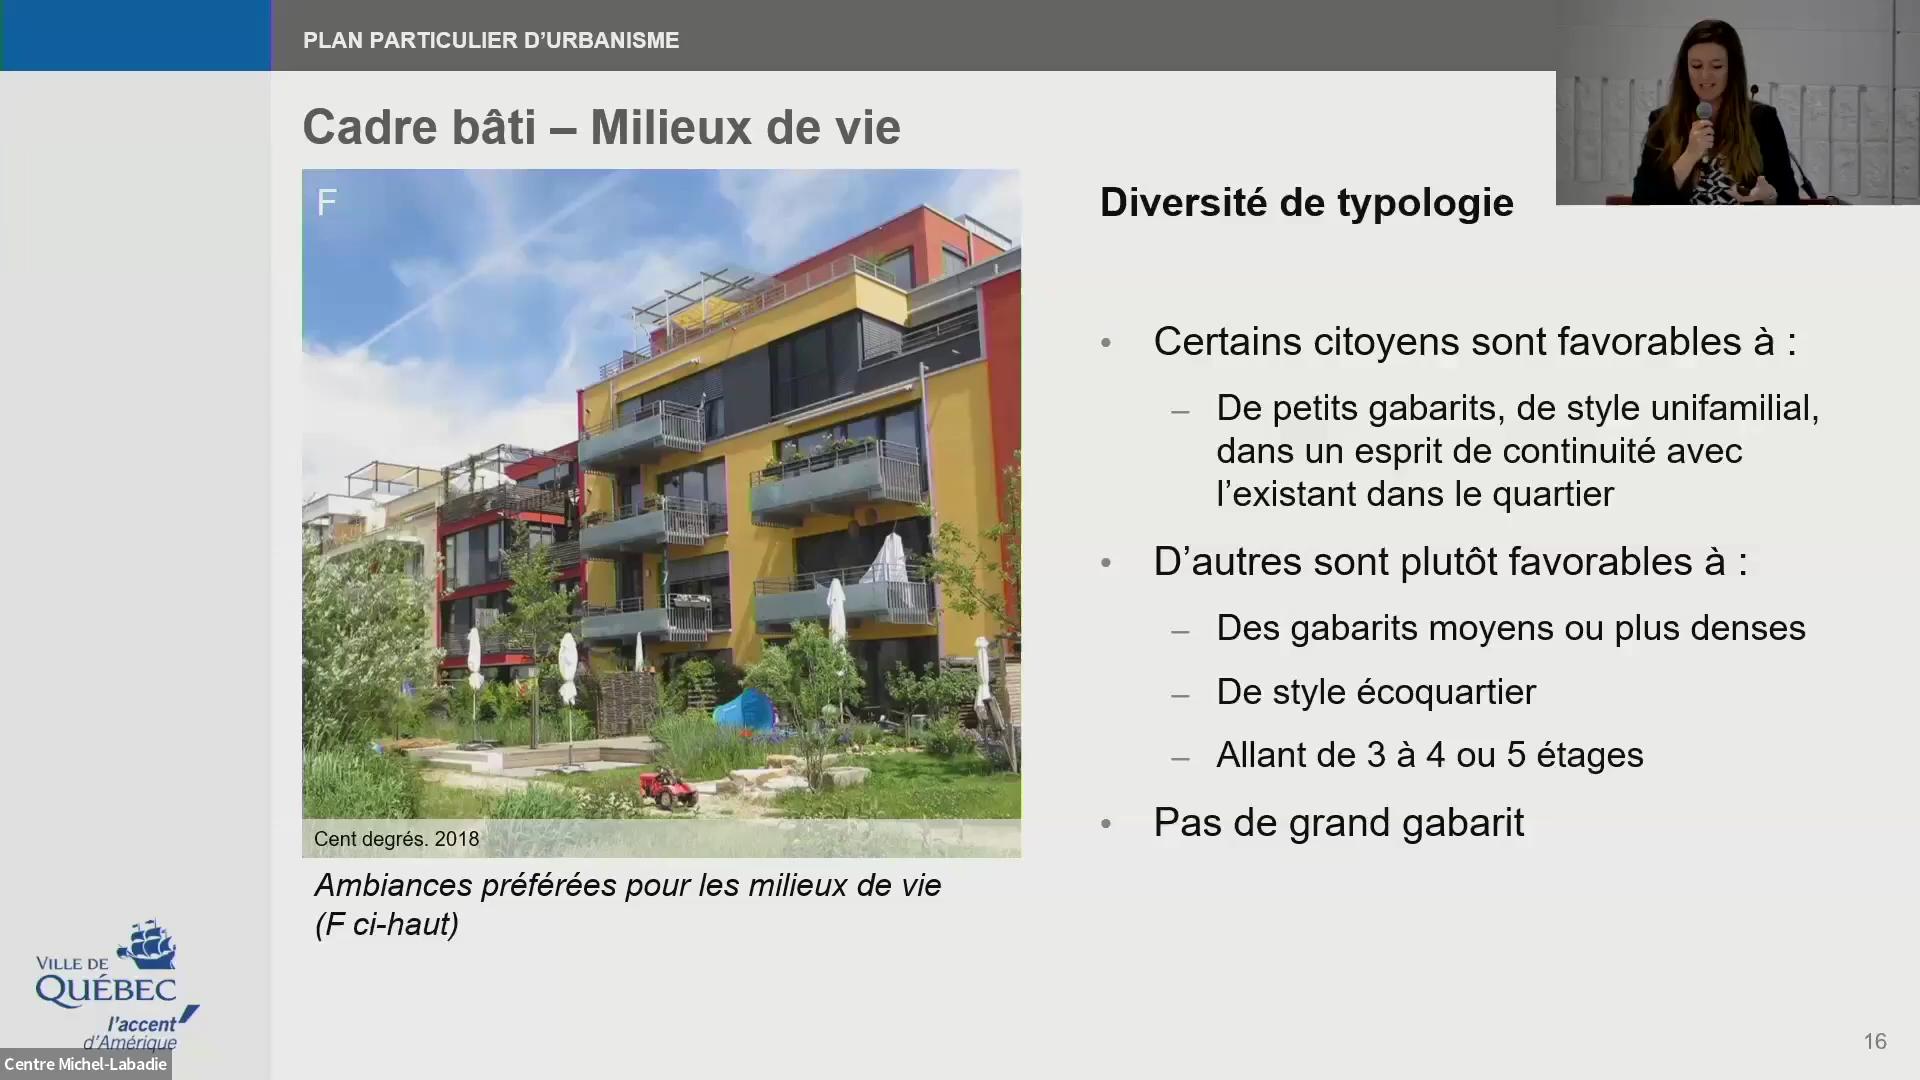 PLAN PARTICULIER D’URBANISME
Cadre bâti – Milieux de vie
F
Cent degrés. 2018
Ambiances préférées pour les milieux de vie
(F ci-haut)
Diversité de typologie
• Certains citoyens sont favorables à :
– De petits gabarits, de style unifamilial,
dans un esprit de continuité avec
l’existant dans le quartier
• D’autres sont plutôt favorables à :
– Des gabarits moyens ou plus denses
– De style écoquartier
– Allant de 3 à 4 ou 5 étages
• Pas de grand gabarit
VILLE DE
QUÉBEC
l’accent
d’Amérique
Centre Michel-Labadie
16